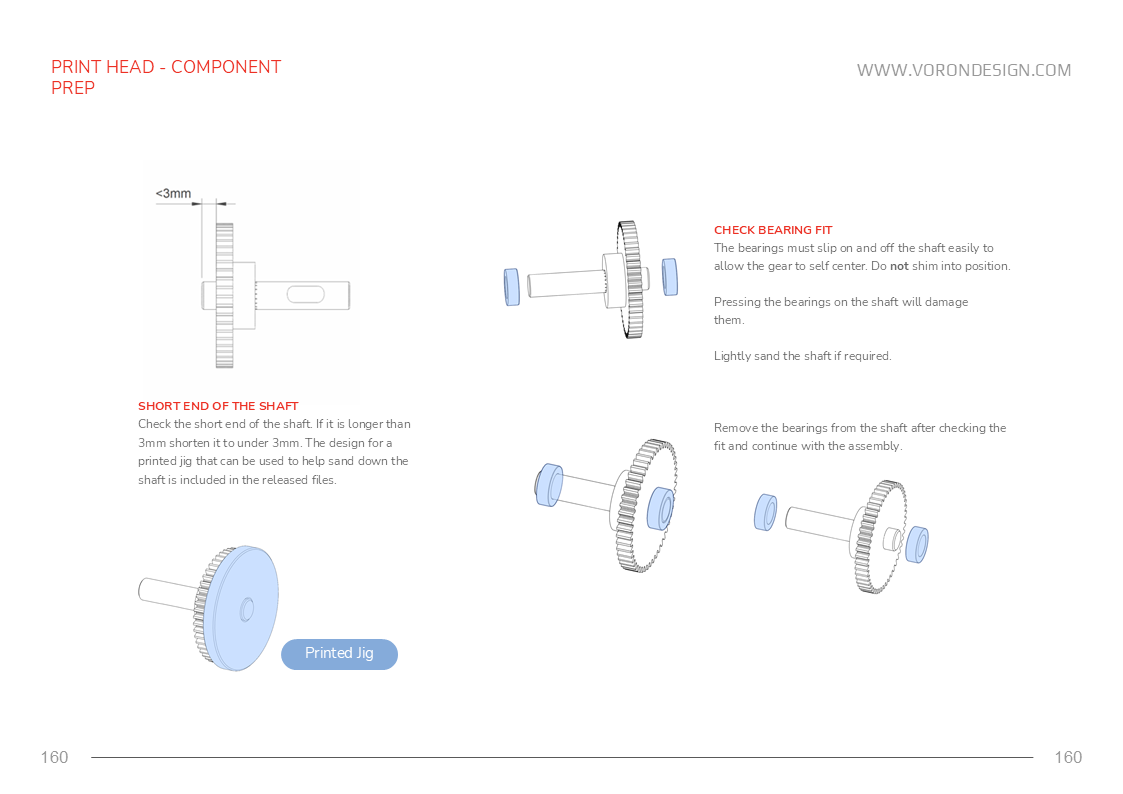 PRINT HEAD - COMPONENT
PREP
WWW.VORONDESIGN.COM
<3mm
SHORT END OF THE SHAFT
Check the short end of the shaft. If it is longer than
3mm shorten it to under 3mm. The design for a
printed jig that can be used to help sand down the
shaft is included in the released files.
Printed Jig
CHECK BEARING FIT
The bearings must slip on and off the shaft easily to
allow the gear to self center. Do not shim into position.
Pressing the bearings on the shaft will damage
them.
Lightly sand the shaft if required.
Remove the bearings from the shaft after checking the
fit and continue with the assembly.
160
160